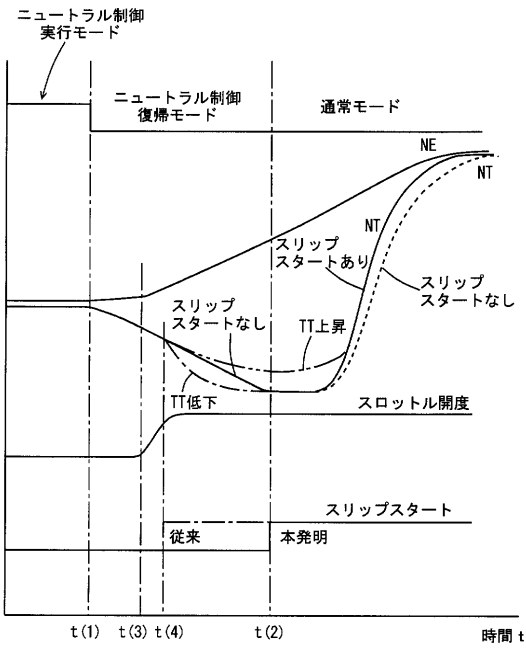 ニュートラル制御
実行モード
ニュートラル制御
復帰モード
通常モード
NE
NT
NT
スリップ
スタートあり
スリップ
スタートなし
スリップ
スタートなし
TT上昇
TT低下
スロットル開度
スリップスタート
従来
本発明
t(1)
t(3)
t(4)
t(2)
時間 t